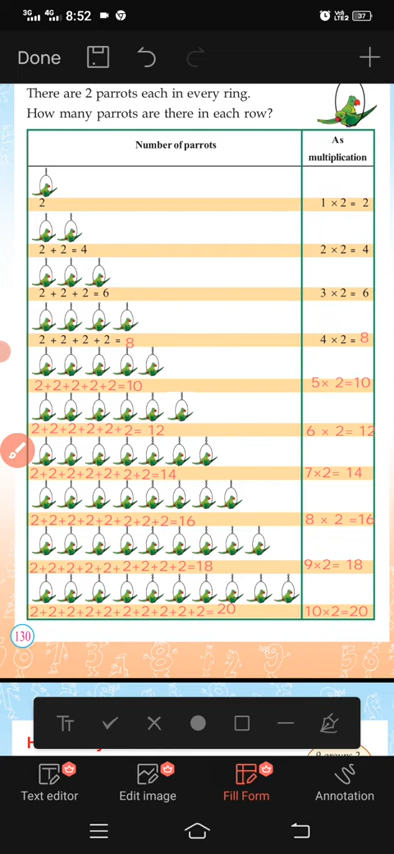 3G 4G 8:52 Vo)) LTE2 37
Done
There are 2 parrots each in every ring.
How many parrots are there in each row?
Number of parrots
As
multiplication
2 1 × 2 = 2
2 + 2 = 4 2 × 2 = 4
2 + 2 + 2 = 6 3 × 2 = 6
2 + 2 + 2 + 2 = 8 4 × 2 = 8
2+2+2+2+2=10 5× 2=10
2+2+2+2+2+2= 12 6 × 2= 12
2+2+2+2+2+2+2=14 7×2= 14
2+2+2+2+2+2+2+2=16 8 × 2 =16
2+2+2+2+2+2+2+2+2=18 9×2= 18
2+2+2+2+2+2+2+2+2+2= 20 10×2=20
130
Text editor Edit image Fill Form Annotation